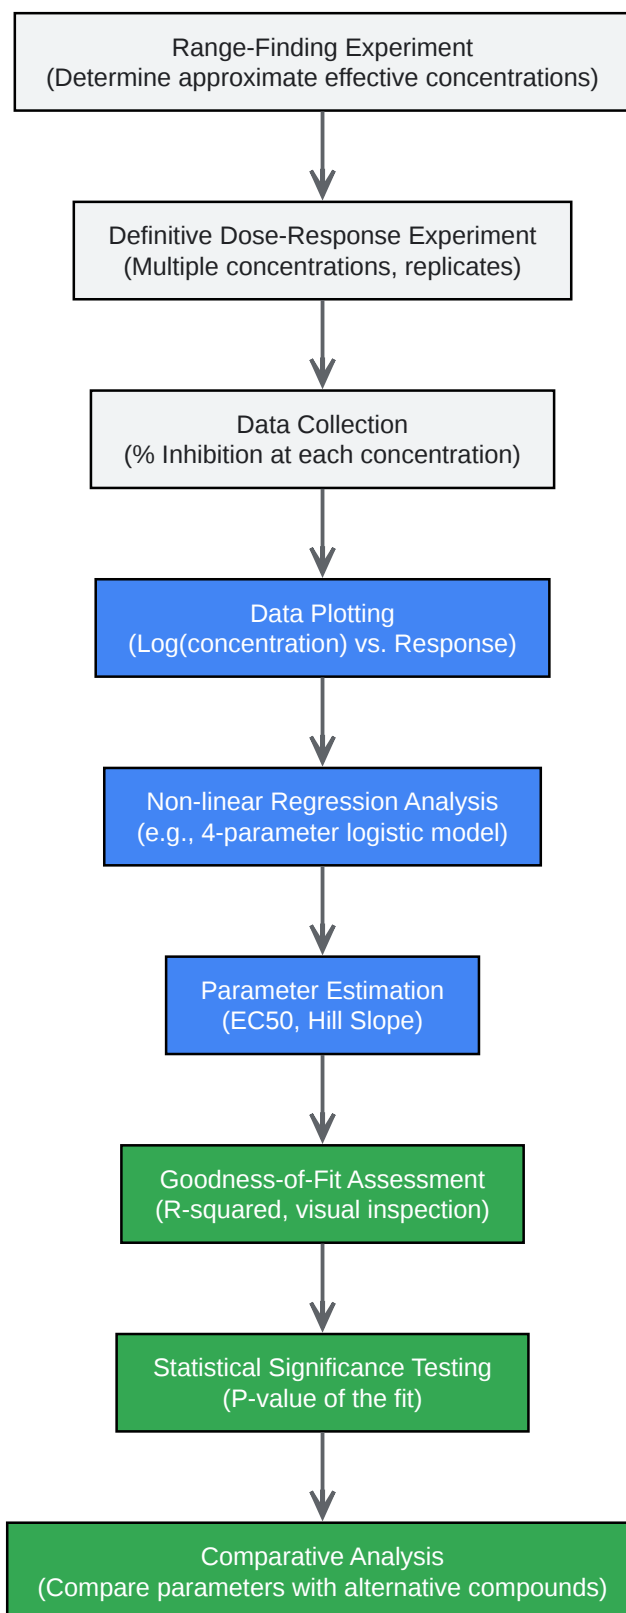 Range-Finding Experiment
(Determine approximate effective concentrations)
Definitive Dose-Response Experiment
(Multiple concentrations, replicates)
Data Collection
(% Inhibition at each concentration)
Data Plotting
(Log(concentration) vs. Response)
Non-linear Regression Analysis
(e.g., 4-parameter logistic model)
Parameter Estimation
(EC50, Hill Slope)
Goodness-of-Fit Assessment
(R-squared, visual inspection)
Statistical Significance Testing
(P-value of the fit)
Comparative Analysis
(Compare parameters with alternative compounds)